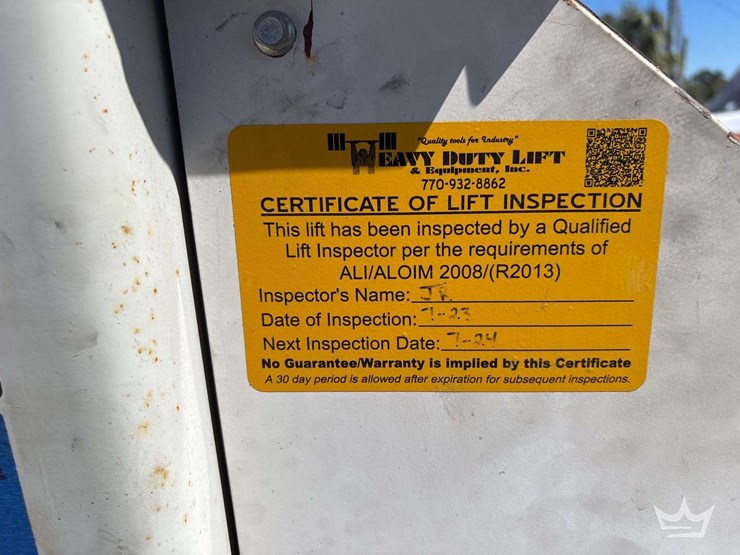 "Quality tools for Industry"
HEAVY DUTY LIFT
& Equipment, Inc.
770-932-8862
CERTIFICATE OF LIFT INSPECTION
This lift has been inspected by a Qualified
Lift Inspector per the requirements of
ALI/ALOIM 2008/(R2013)
Inspector's Name: JR
Date of Inspection: 7-23
Next Inspection Date: 7-24
No Guarantee/Warranty is implied by this Certificate
A 30 day period is allowed after expiration for subsequent inspections.